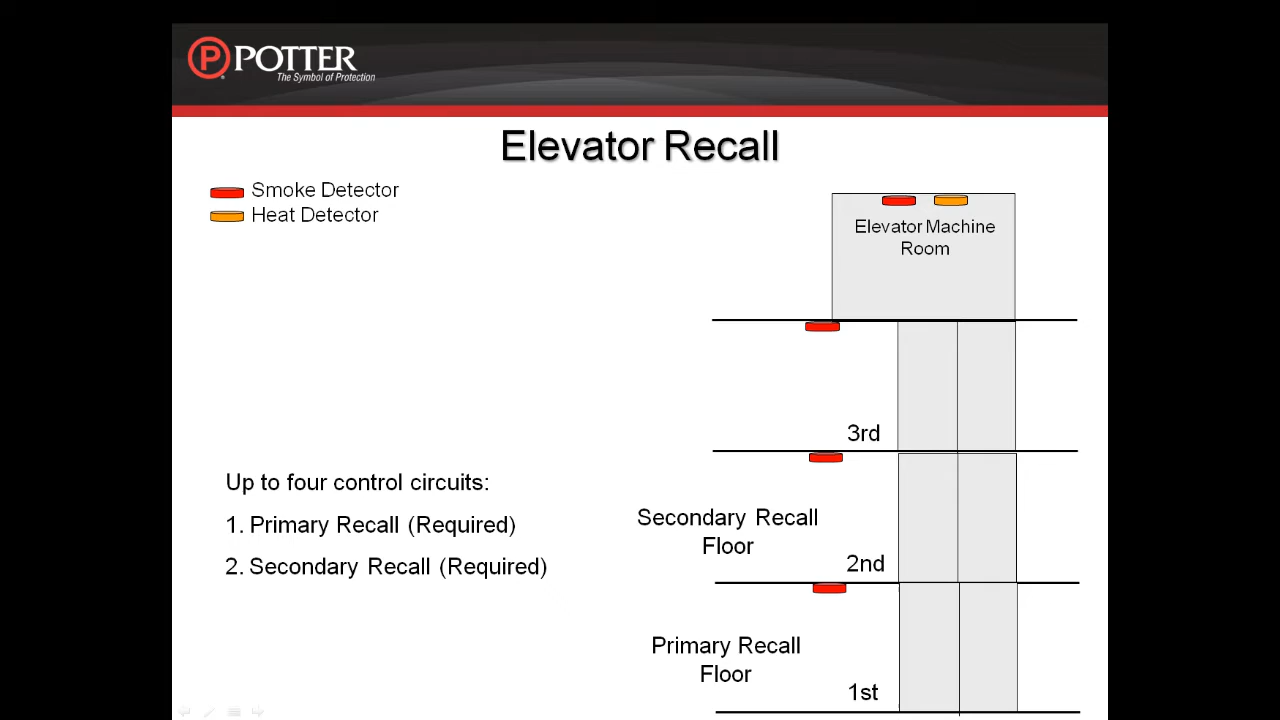 POTTER
The Symbol of Protection
Elevator Recall
Smoke Detector
Heat Detector
Elevator Machine
Room
3rd
Up to four control circuits:
1. Primary Recall (Required)
2. Secondary Recall (Required)
Secondary Recall
Floor
2nd
Primary Recall
Floor
1st